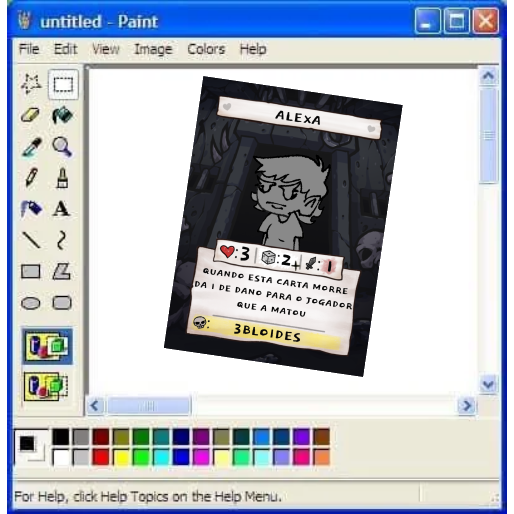 untitled - Paint
File Edit View Image Colors Help
ALEXA
:3 :2+ :1
QUANDO ESTA CARTA MORRE
DA 1 DE DANO PARA O JOGADOR
QUE A MATOU
: 3BLOIDES
A
For Help, click Help Topics on the Help Menu.